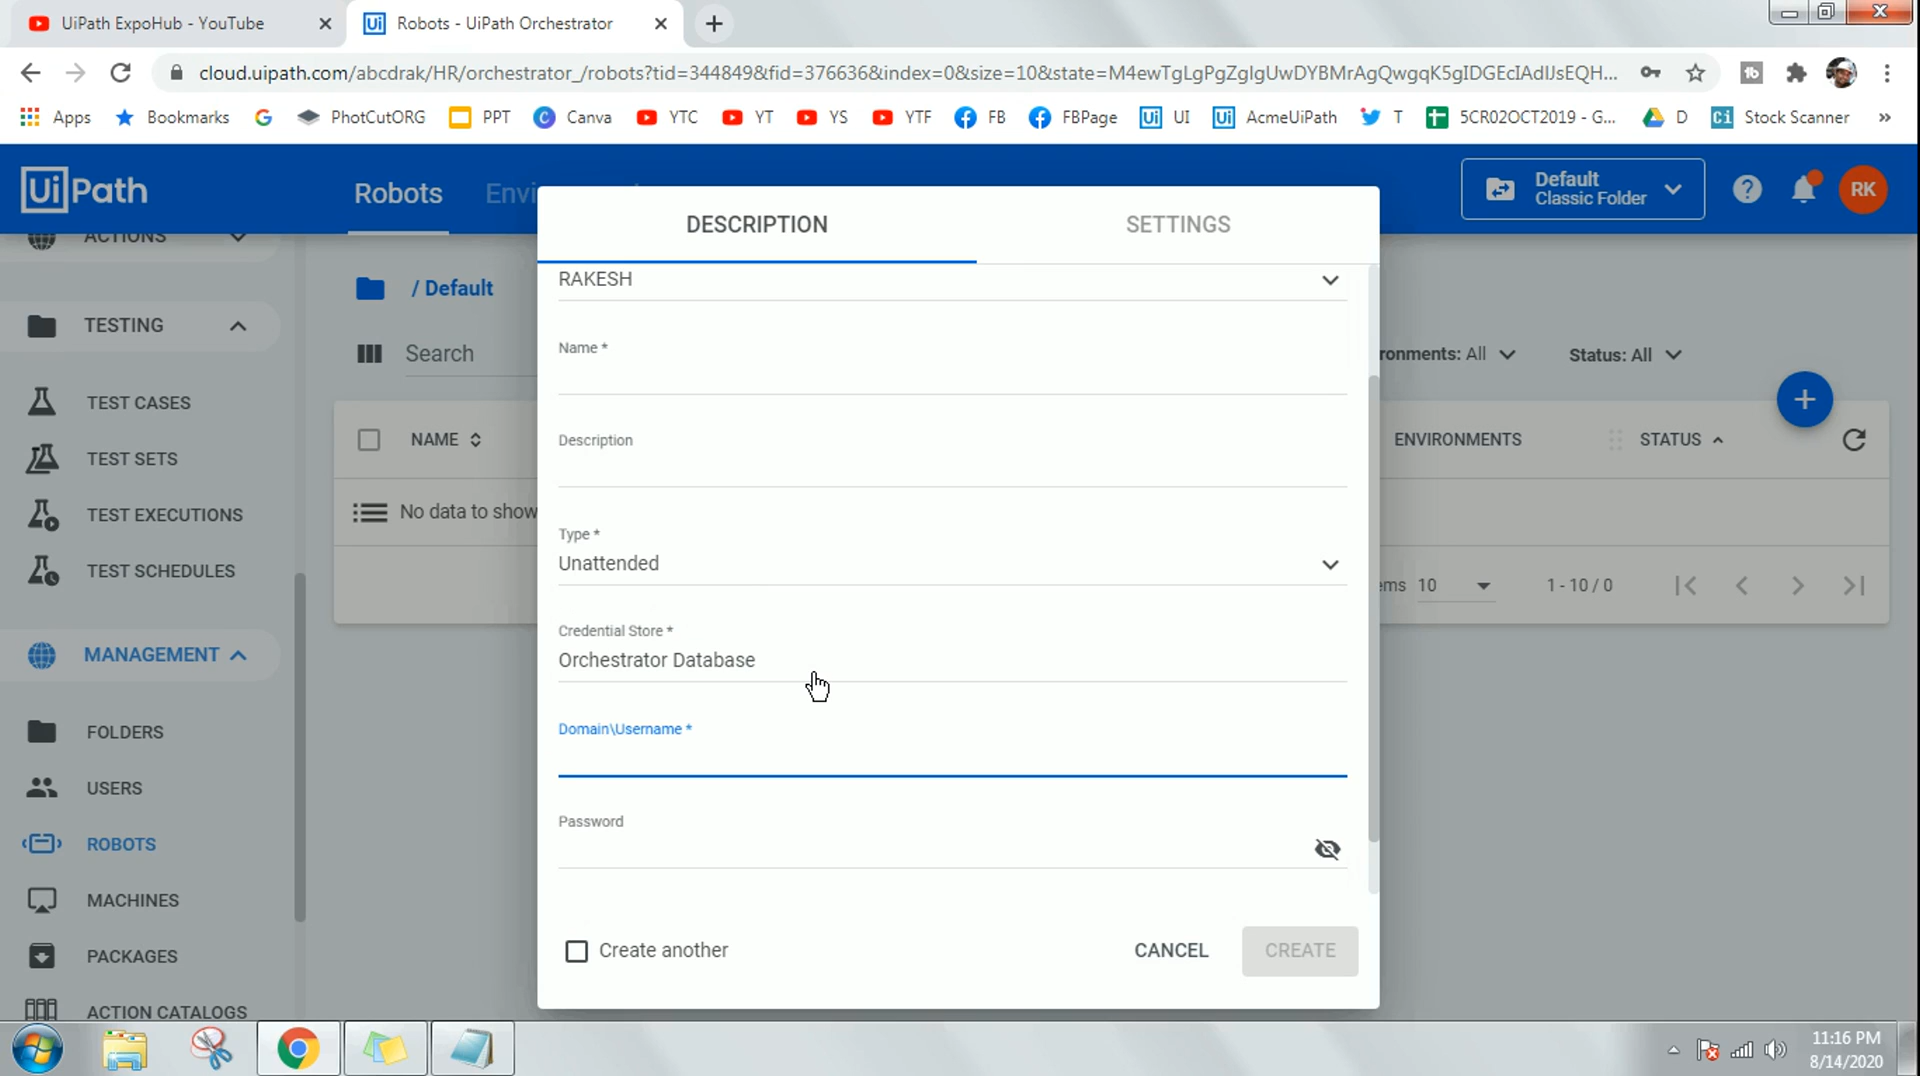 UiPath ExpoHub - YouTube
Ui Robots - UiPath Orchestrator
cloud.uipath.com/abcdrak/HR/orchestrator_/robots?tid=344849&fid=376636&index=0&size=10&state=
Apps Bookmarks PhotCutORG PPT Canva YTC YT YS YTF FB FBPage Ui UI Ui AcmeUiPath T 5CR02OCT2019 - G... D Ci Stock Scanner »
UiPath Robots Default
Classic Folder
RK
DESCRIPTION
SETTINGS
ACTIONS
TESTING
TEST CASES
TEST SETS
TEST EXECUTIONS
TEST SCHEDULES
MANAGEMENT
FOLDERS
USERS
ROBOTS
MACHINES
PACKAGES
ACTION CATALOGS
/ Default
Search
NAME
No data to show
RAKESH
Name *
Description
Type *
Unattended
Credential Store *
Orchestrator Database
Domain\Username *
Password
Create another
CANCEL
CREATE
All
Status: All
ENVIRONMENTS
STATUS
10
1 - 10 / 0
11:16 PM
8/14/2020